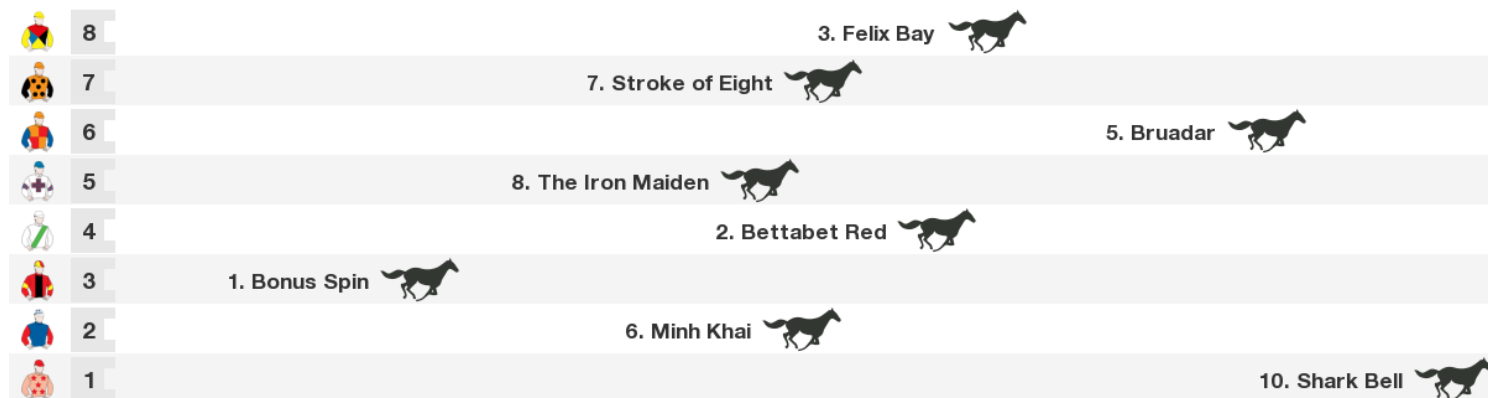 8 3. Felix Bay
7 7. Stroke of Eight
6 5. Bruadar
5 8. The Iron Maiden
4 2. Bettabet Red
3 1. Bonus Spin
2 6. Minh Khai
1 10. Shark Bell